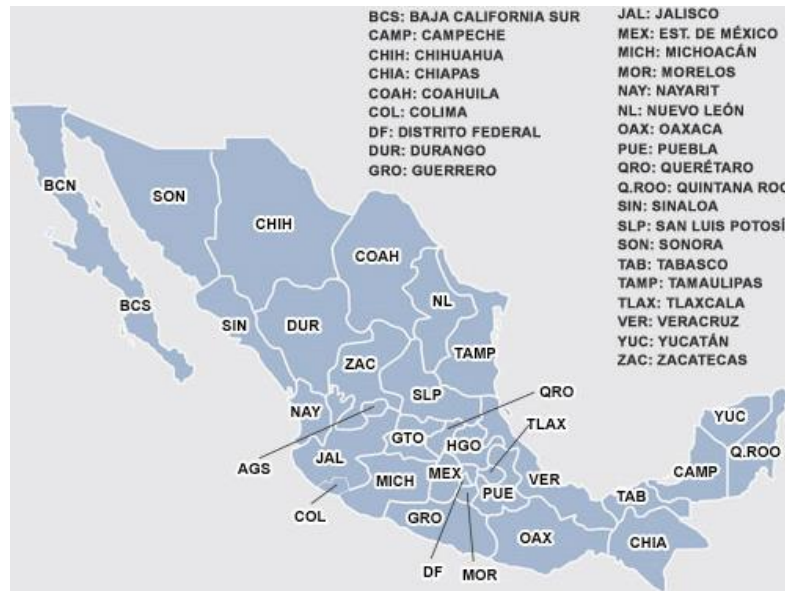 BCS: BAJA CALIFORNIA SUR
CAMP: CAMPECHE
CHIH: CHIHUAHUA
CHIA: CHIAPAS
COAH: COAHUILA
COL: COLIMA
DF: DISTRITO FEDERAL
DUR: DURANGO
GRO: GUERRERO
JAL: JALISCO
MEX: EST. DE MÉXICO
MICH: MICHOACÁN
MOR: MORELOS
NAY: NAYARIT
NL: NUEVO LEÓN
OAX: OAXACA
PUE: PUEBLA
QRO: QUERÉTARO
Q.ROO: QUINTANA ROO
SIN: SINALOA
SLP: SAN LUIS POTOSÍ
SON: SONORA
TAB: TABASCO
TAMP: TAMAULIPAS
TLAX: TLAXCALA
VER: VERACRUZ
YUC: YUCATÁN
ZAC: ZACATECAS
BCN
SON
CHIH
COAH
BCS
NL
SIN
DUR
TAMP
ZAC
SLP
QRO
NAY
TLAX
YUC
GTO
HGO
Q.ROO
AGS
JAL
MEX
CAMP
MICH
PUE
VER
TAB
COL
GRO
OAX
CHIA
DF
MOR